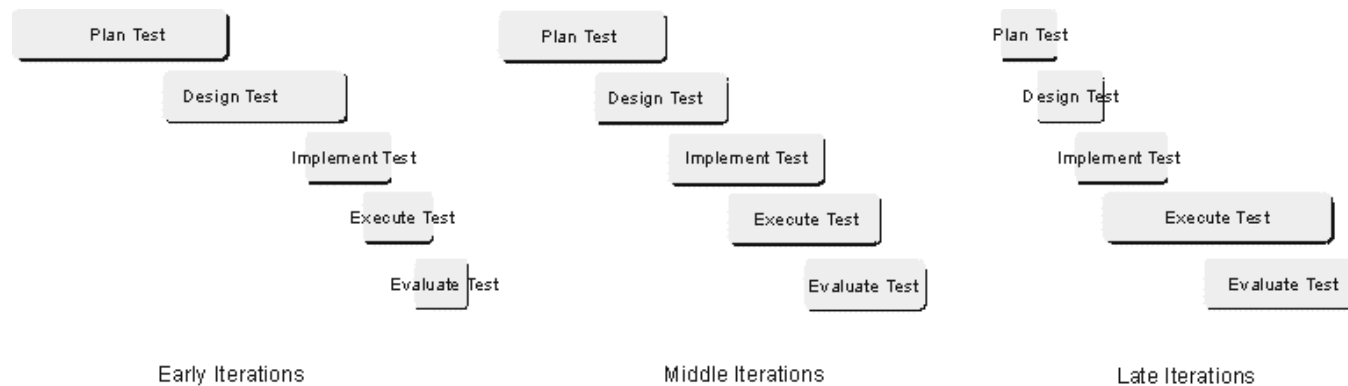 Plan Test
Design Test
Implement Test
Execute Test
Evaluate Test
Early Iterations
Plan Test
Design Test
Implement Test
Execute Test
Evaluate Test
Middle Iterations
Plan Test
Design Test
Implement Test
Execute Test
Evaluate Test
Late Iterations